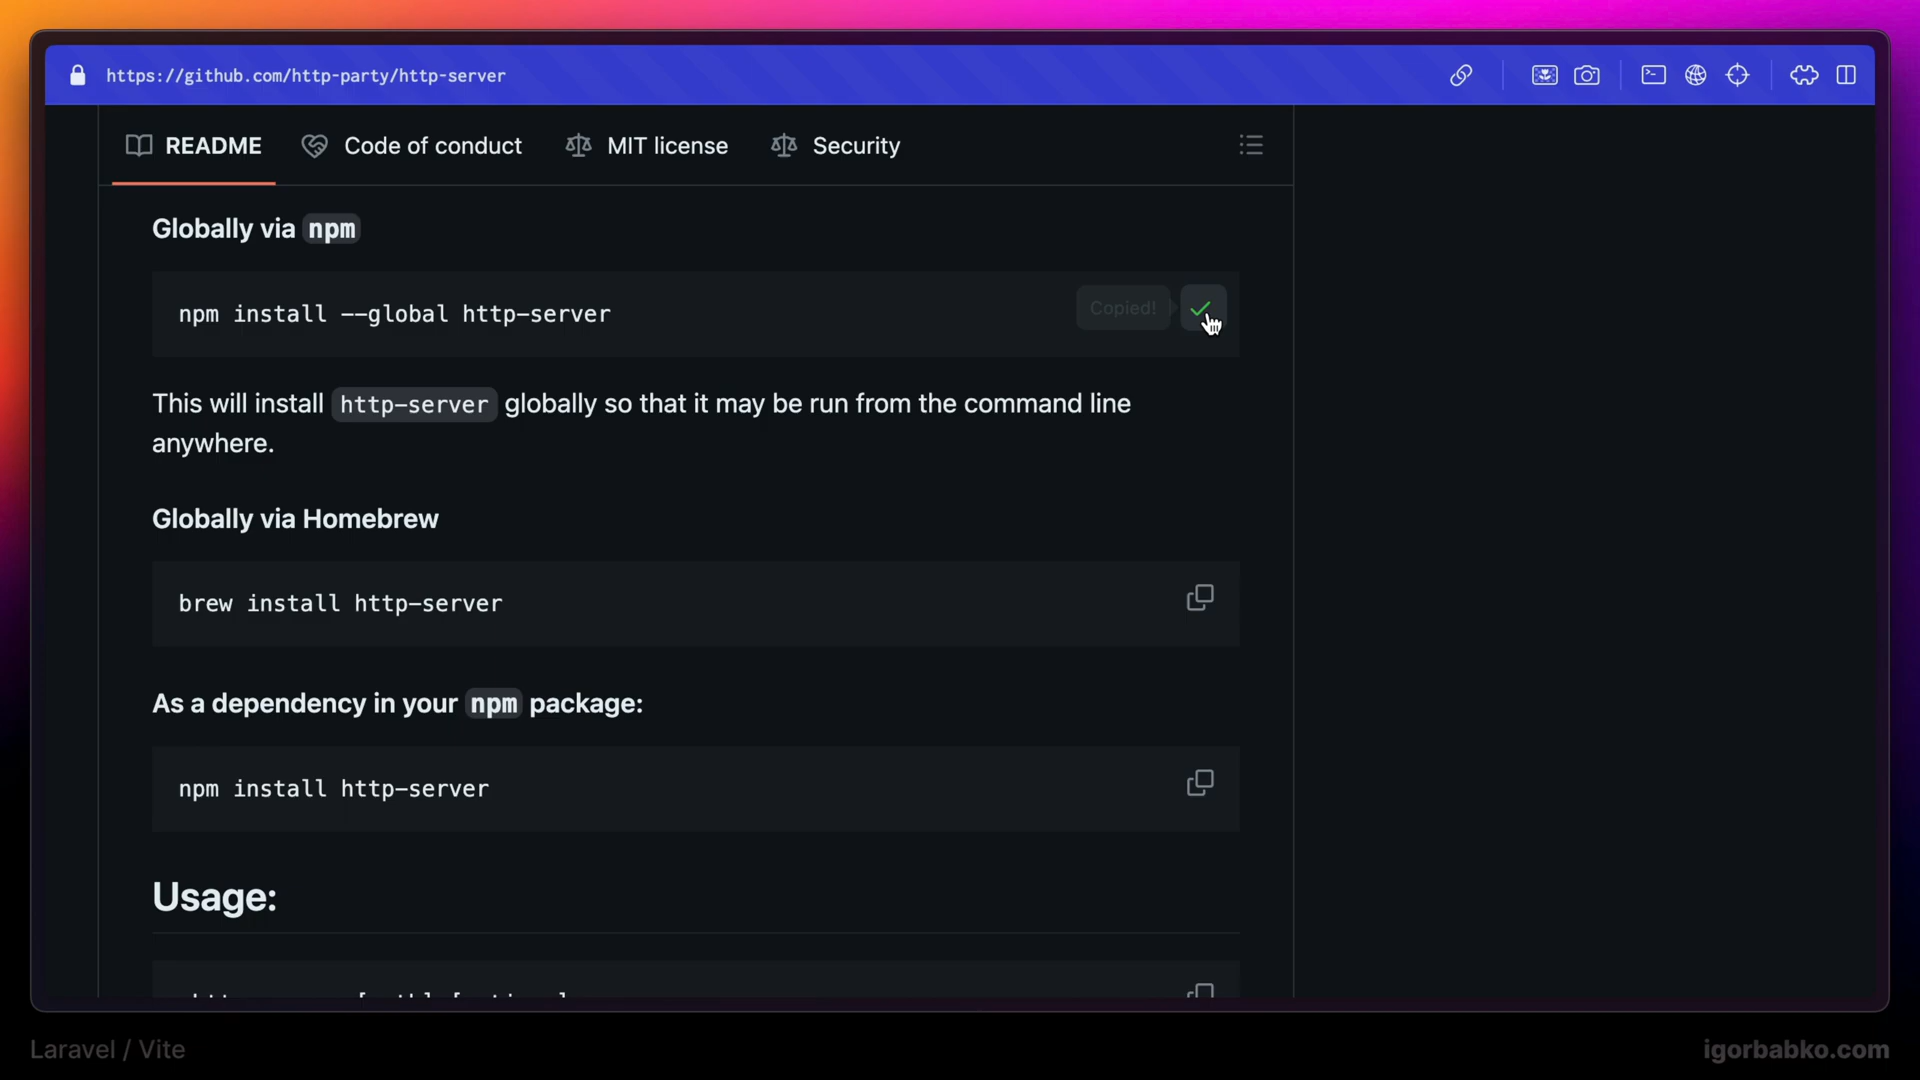 https://github.com/http-party/http-server
README
Code of conduct
MIT license
Security
Globally via npm
npm install --global http-server
Copied!
This will install http-server globally so that it may be run from the command line
anywhere.
Globally via Homebrew
brew install http-server
As a dependency in your npm package:
npm install http-server
Usage:
Laravel / Vite
igorbabko.com